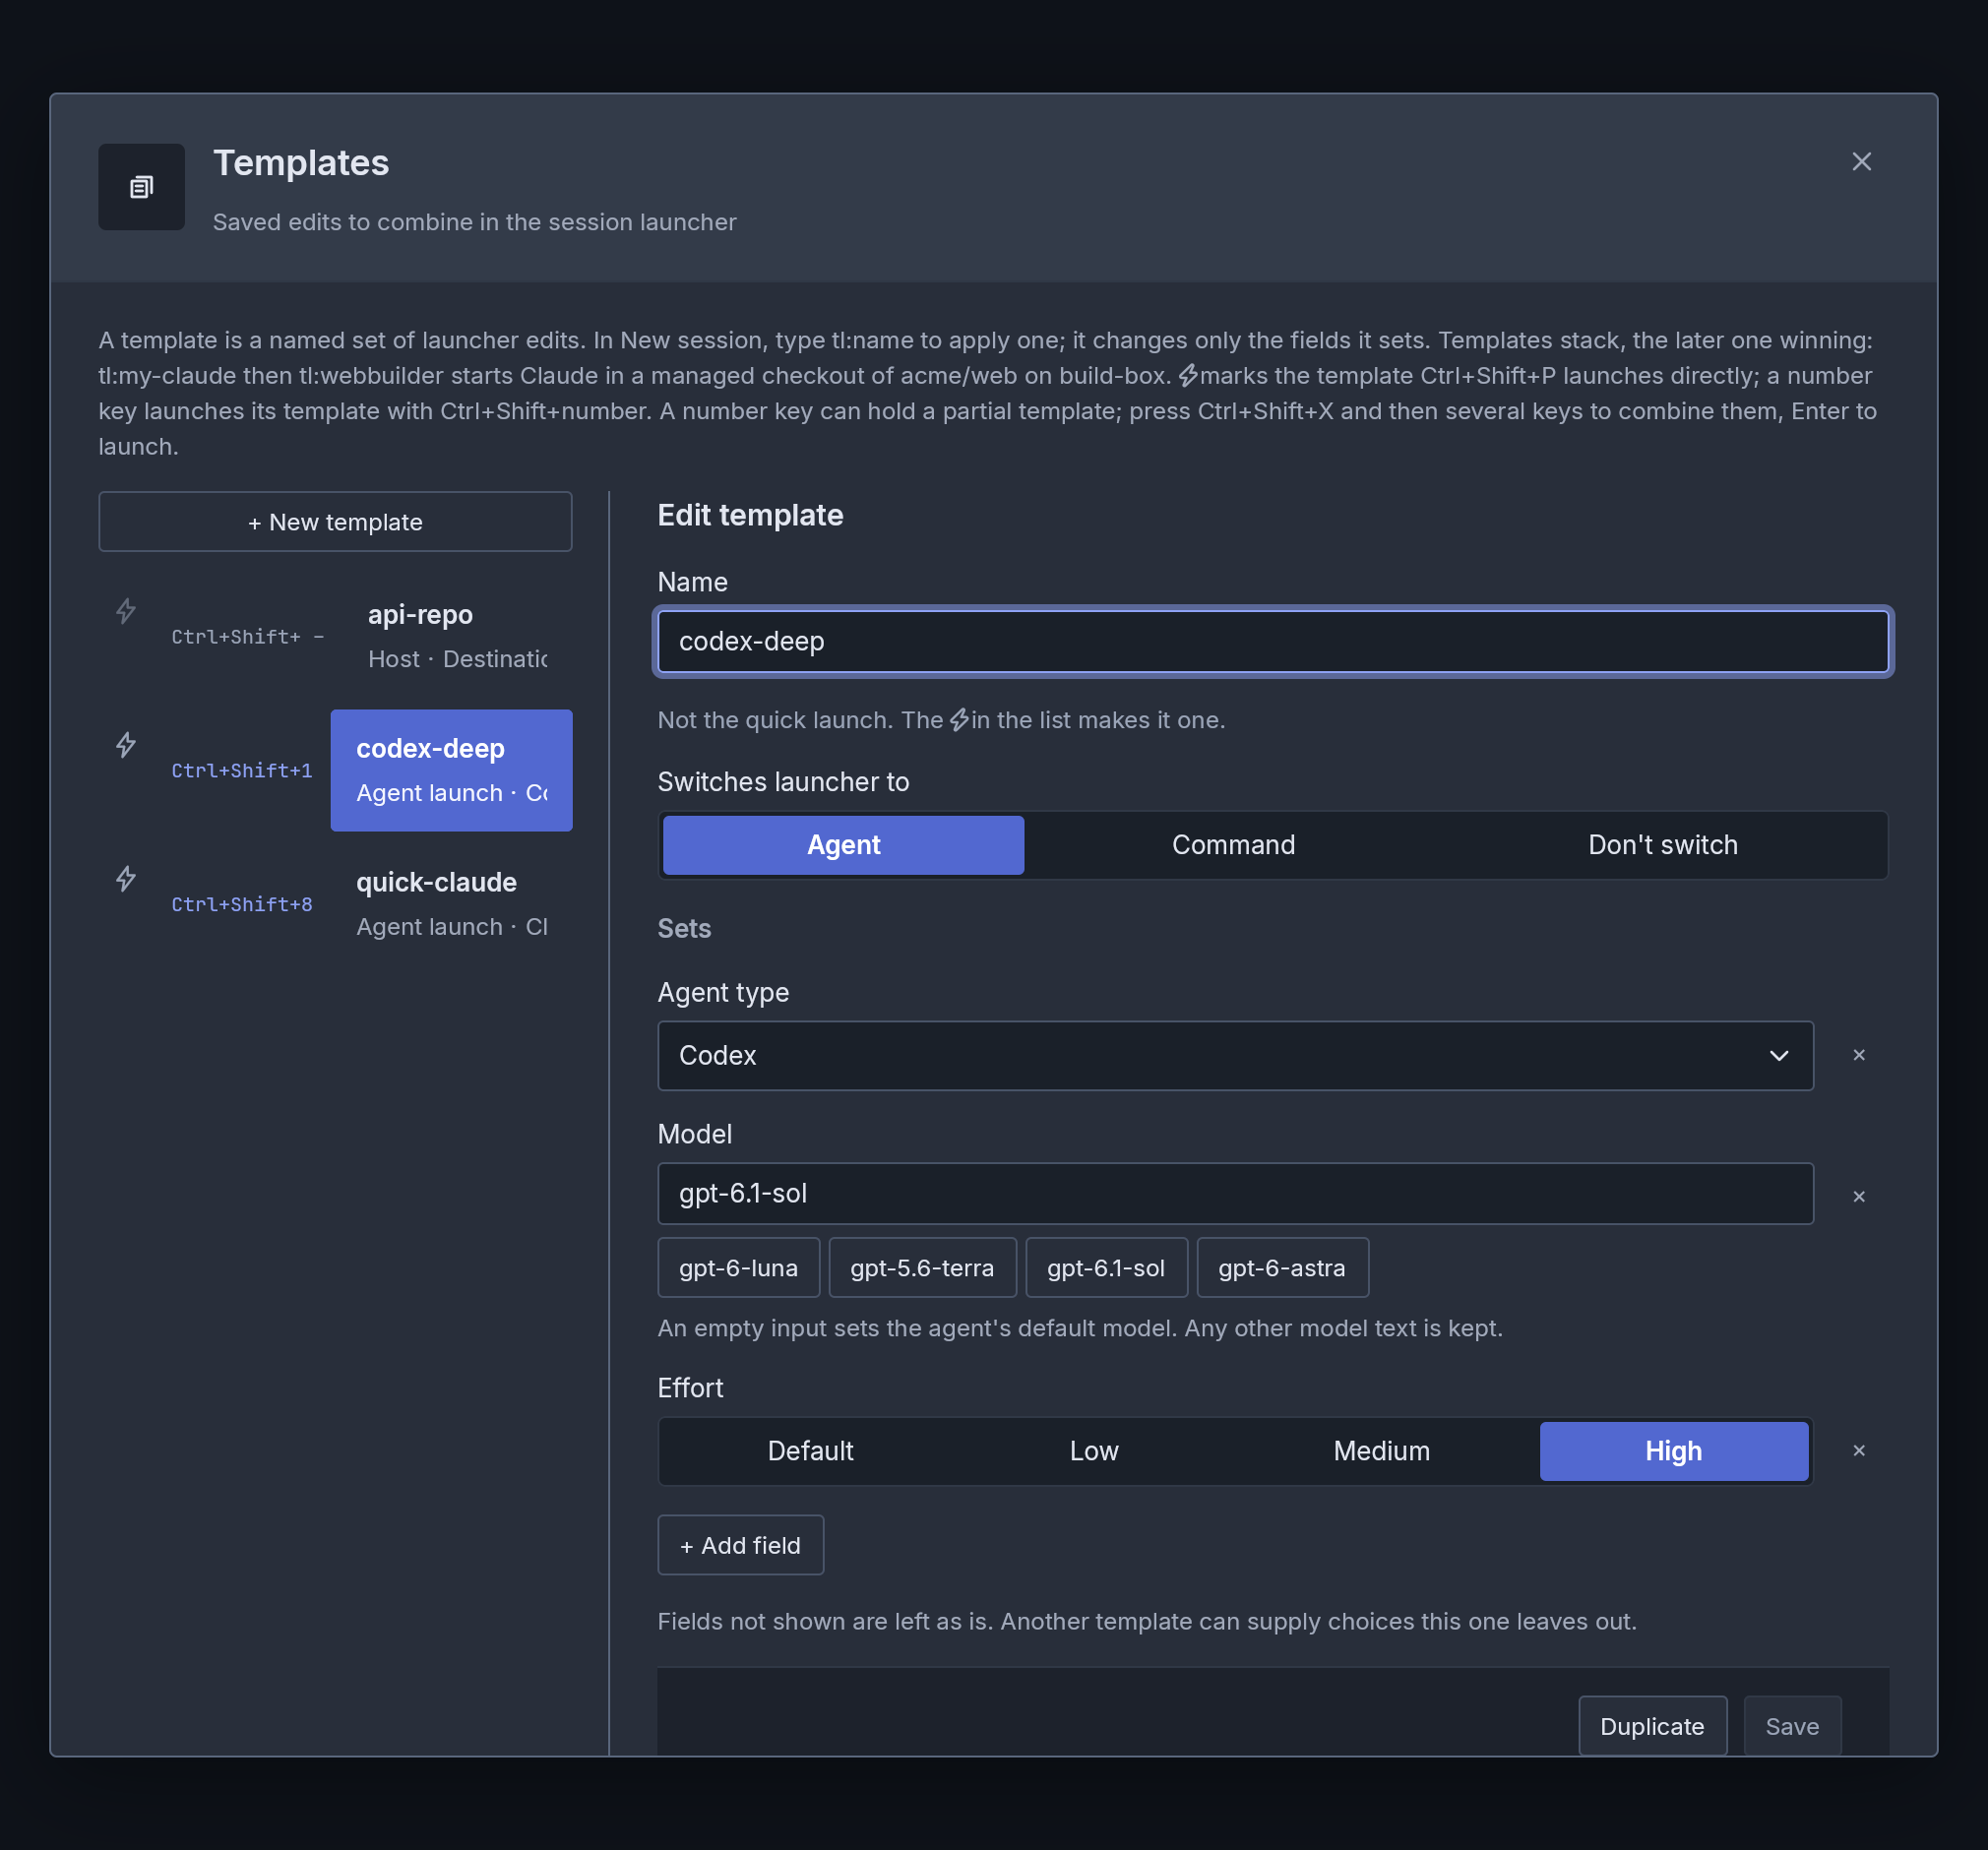 Templates
Saved edits to combine in the session launcher
A template is a named set of launcher edits. In New session, type tl:name to apply one; it changes only the fields it sets. Templates stack, the later one winning:
tl:my-claude then tl:webbuilder starts Claude in a managed checkout of acme/web on build-box. marks the template Ctrl+Shift+P launches directly; a number
key launches its template with Ctrl+Shift+number. A number key can hold a partial template; press Ctrl+Shift+X and then several keys to combine them, Enter to
launch.
+ New template
Ctrl+Shift+ –
api-repo
Host · Destinatic
Ctrl+Shift+1
codex-deep
Agent launch · Co
Ctrl+Shift+8
quick-claude
Agent launch · Cl
Edit template
Name
codex-deep
Not the quick launch. The in the list makes it one.
Switches launcher to
Agent Command Don't switch
Sets
Agent type
Codex
×
Model
gpt-6.1-sol
×
gpt-6-luna gpt-5.6-terra gpt-6.1-sol gpt-6-astra
An empty input sets the agent's default model. Any other model text is kept.
Effort
Default Low Medium High
×
+ Add field
Fields not shown are left as is. Another template can supply choices this one leaves out.
Duplicate Save